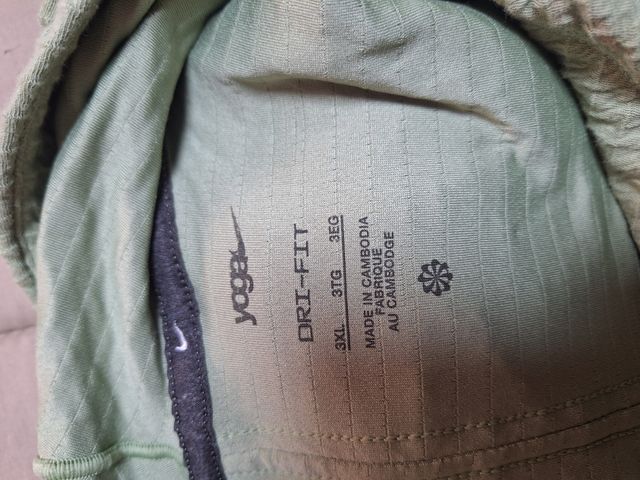 yoga
DRI-FIT
3XL 3TG 3EG
MADE IN CAMBODIA
FABRIQUE
AU CAMBODGE